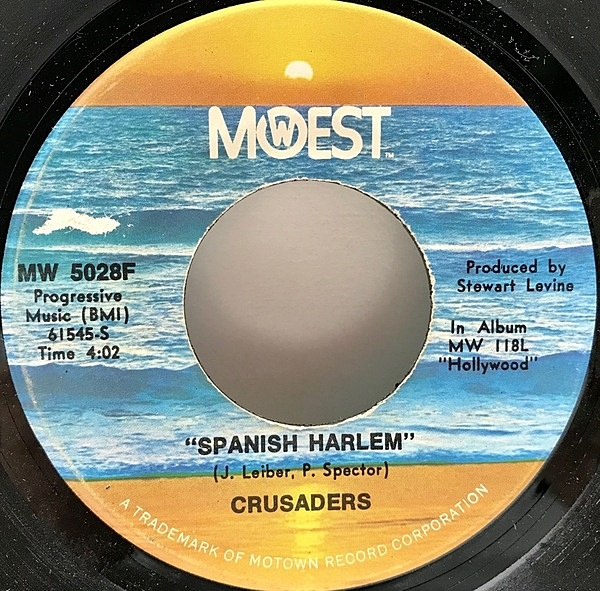 MOWEST
TM
MW 5028F
Progressive
Music (BMI)
61545-S
Time 4:02
Produced by
Stewart Levine
In Album
MW 118L
"Hollywood"
"SPANISH HARLEM"
(J. Leiber, P. Spector)
CRUSADERS
A TRADEMARK OF MOTOWN RECORD CORPORATION